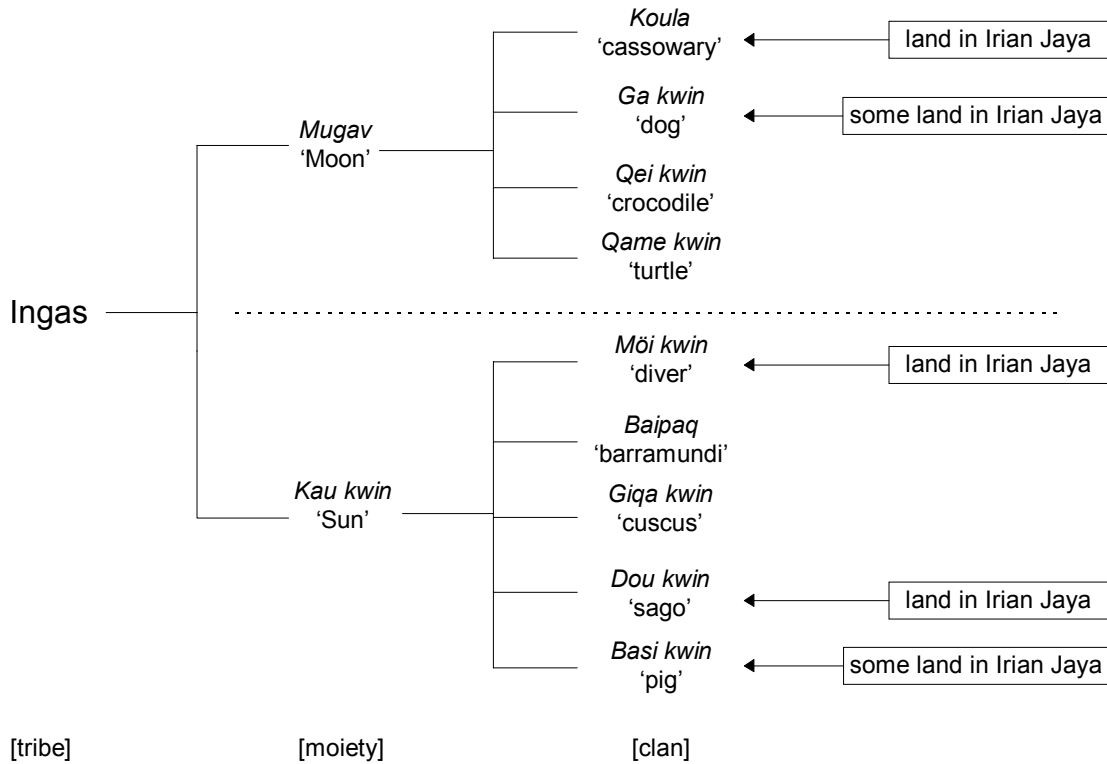 Koula
‘cassowary’
land in Irian Jaya
Ga kwin
‘dog’
some land in Irian Jaya
Mugav
‘Moon’
Qei kwin
‘crocodile’
Qame kwin
‘turtle’
Ingas
Möi kwin
‘diver’
land in Irian Jaya
Baipaq
‘barramundi’
Kau kwin
‘Sun’
Giqa kwin
‘cuscus’
Dou kwin
‘sago’
land in Irian Jaya
Basi kwin
‘pig’
some land in Irian Jaya
[tribe]
[moiety]
[clan]